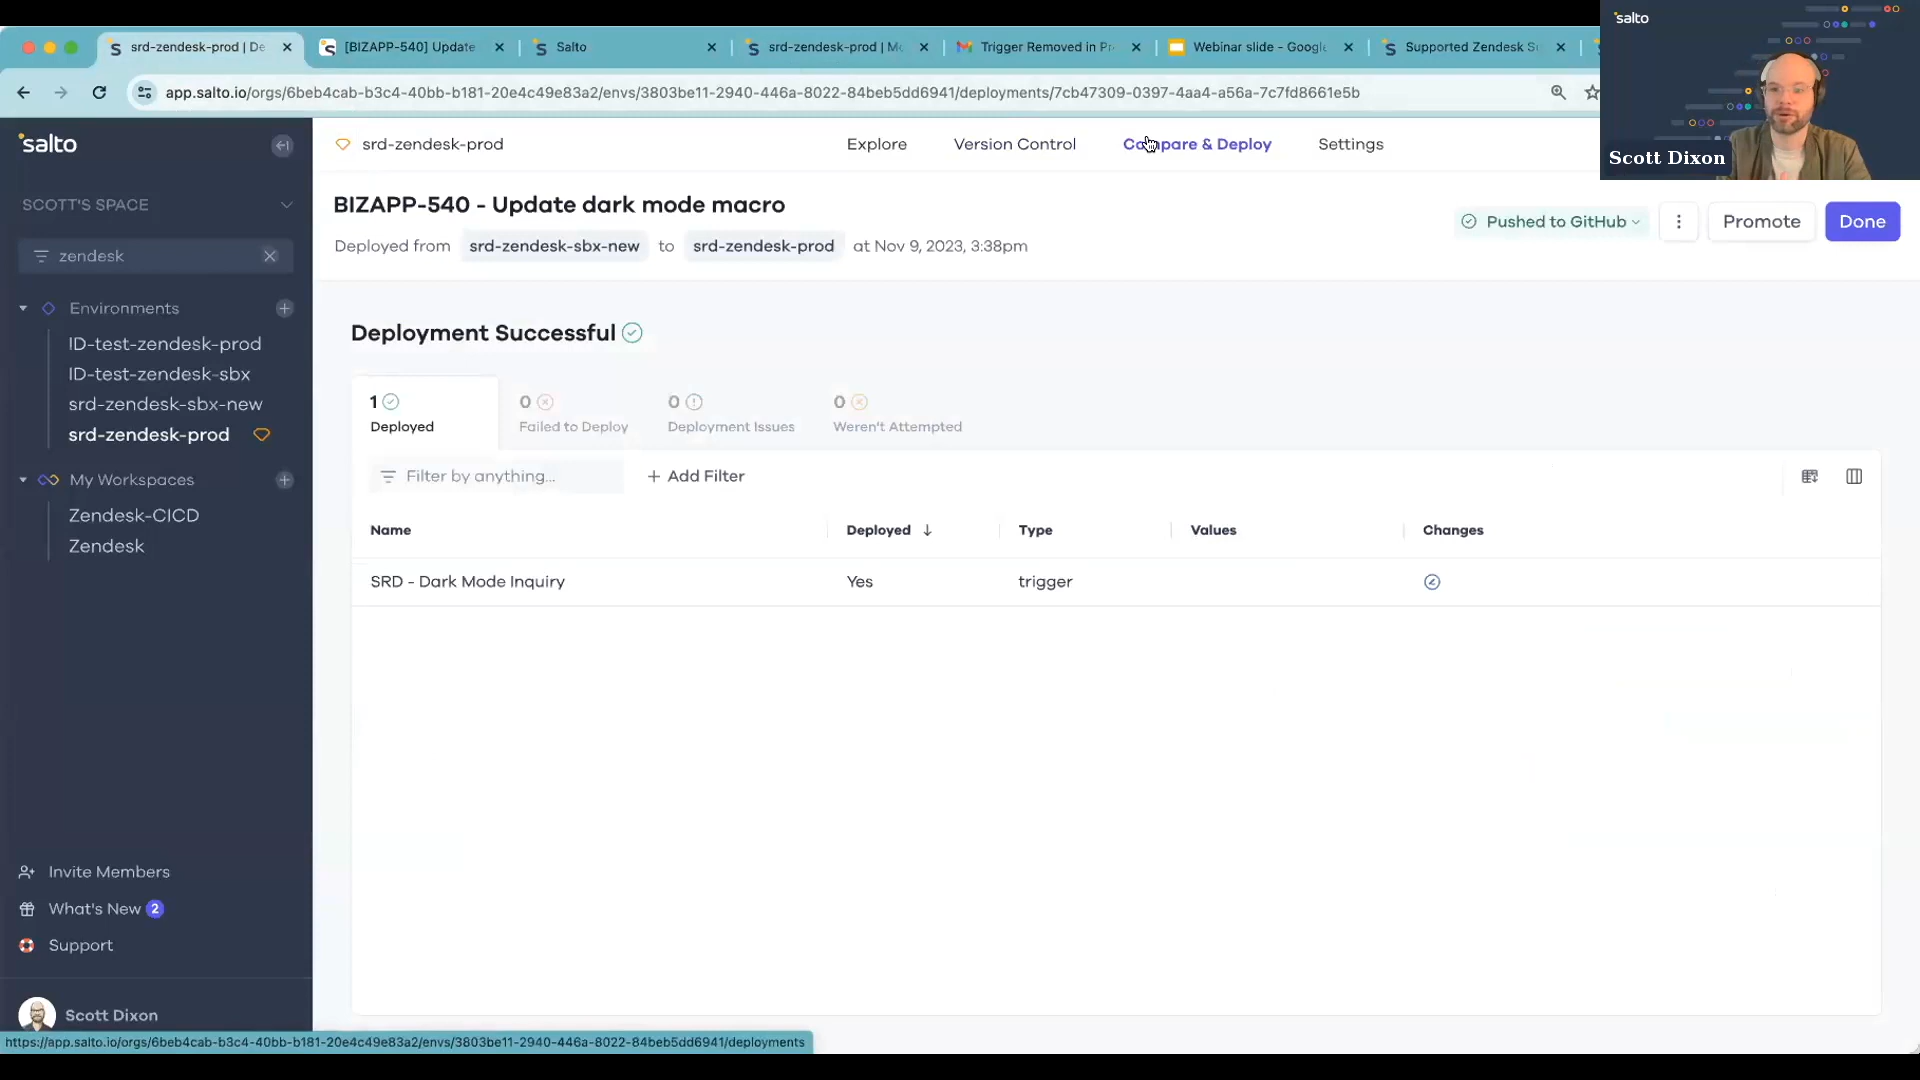 srd-zendesk-prod | De
[BIZAPP-540] Update
Salto
srd-zendesk-prod | Mo
Trigger Removed in Pr
Webinar slide - Google
Supported Zendesk Su
app.salto.io/orgs/6beb4cab-b3c4-40bb-b181-20e4c49e83a2/envs/3803be11-2940-446a-8022-84beb5dd6941/deployments/7cb47309-0397-4aa4-a56a-7c7fd8661e5b
salto
Scott Dixon
salto
srd-zendesk-prod
Explore
Version Control
Compare & Deploy
Settings
SCOTT'S SPACE
zendesk
Environments
ID-test-zendesk-prod
ID-test-zendesk-sbx
srd-zendesk-sbx-new
srd-zendesk-prod
My Workspaces
Zendesk-CICD
Zendesk
Invite Members
What's New 2
Support
Scott Dixon
BIZAPP-540 - Update dark mode macro
Deployed from srd-zendesk-sbx-new to srd-zendesk-prod at Nov 9, 2023, 3:38pm
Pushed to GitHub
Promote
Done
Deployment Successful
1
Deployed
0
Failed to Deploy
0
Deployment Issues
0
Weren't Attempted
Filter by anything...
+ Add Filter
Name Deployed Type Values Changes
SRD - Dark Mode Inquiry Yes trigger
https://app.salto.io/orgs/6beb4cab-b3c4-40bb-b181-20e4c49e83a2/envs/3803be11-2940-446a-8022-84beb5dd6941/deployments